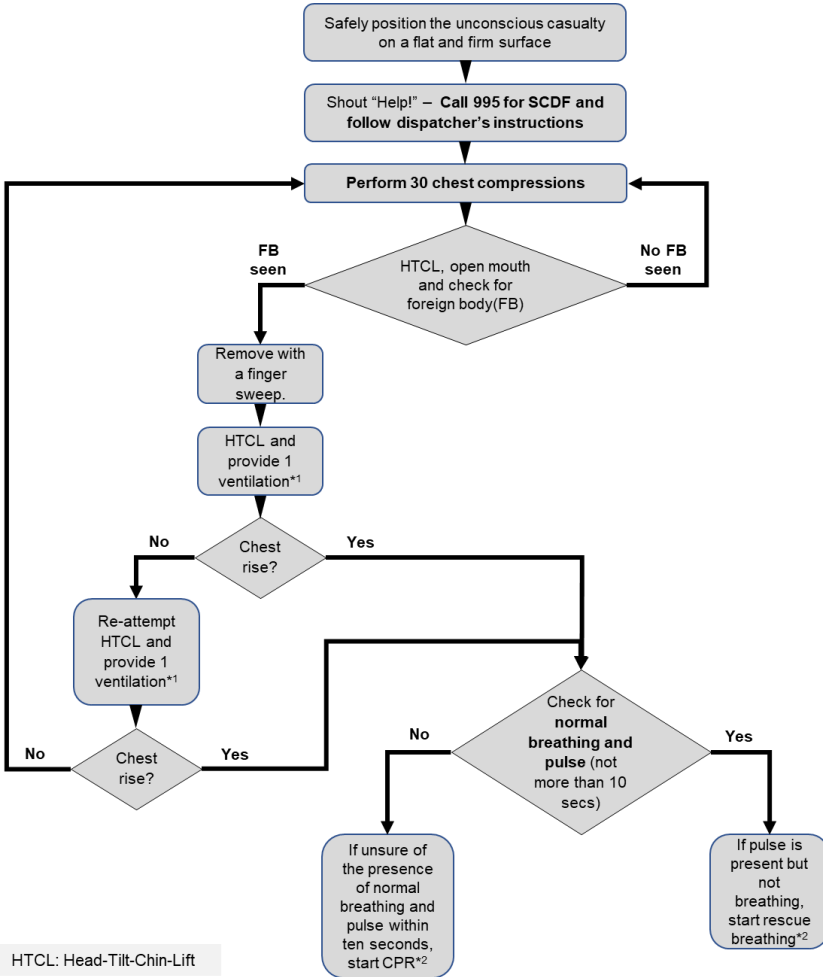 Safely position the unconscious casualty
on a flat and firm surface
Shout “Help!” – Call 995 for SCDF and
follow dispatcher’s instructions
Perform 30 chest compressions
FB
seen
HTCL, open mouth
and check for
foreign body(FB)
No FB
seen
Remove with
a finger
sweep.
HTCL and
provide 1
ventilation*1
No
Chest
rise?
Yes
Re-attempt
HTCL and
provide 1
ventilation*1
No
Chest
rise?
Yes
No
Check for
normal
breathing and
pulse (not
more than 10
secs)
Yes
If unsure of
the presence
of normal
breathing and
pulse within
ten seconds,
start CPR*2
If pulse is
present but
not
breathing,
start rescue
breathing*2
HTCL: Head-Tilt-Chin-Lift